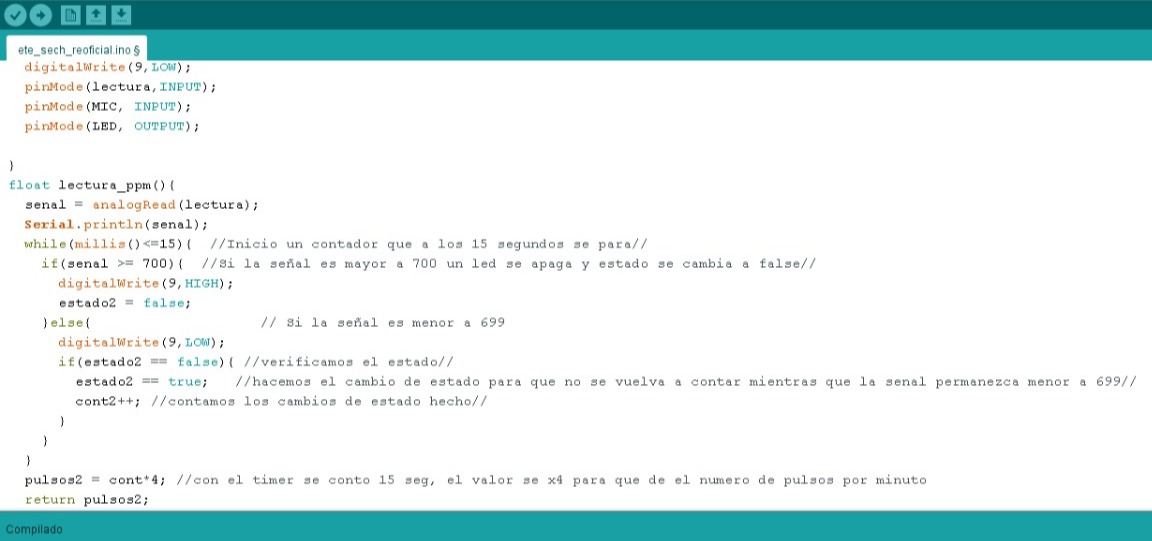 ete_sech_reoficial.ino §
digitalWrite(9,LOW);
pinMode(lectura,INPUT);
pinMode(MIC, INPUT);
pinMode(LED, OUTPUT);
}
float lectura_ppm(){
senal = analogRead(lectura);
Serial.println(senal);
while(millis()<=15){ //Inicio un contador que a los 15 segundos se para//
if(senal >= 700){ //Si la señal es mayor a 700 un led se apaga y estado se cambia a false//
digitalWrite(9,HIGH);
estado2 = false;
}else{ // Si la señal es menor a 699
digitalWrite(9,LOW);
if(estado2 == false){ //verificamos el estado//
estado2 == true; //hacemos el cambio de estado para que no se vuelva a contar mientras que la senal permanezca menor a 699//
cont2++; //contamos los cambios de estado hecho//
}
}
}
pulsos2 = cont*4; //con el timer se conto 15 seg, el valor se x4 para que de el numero de pulsos por minuto
return pulsos2;
Compilado